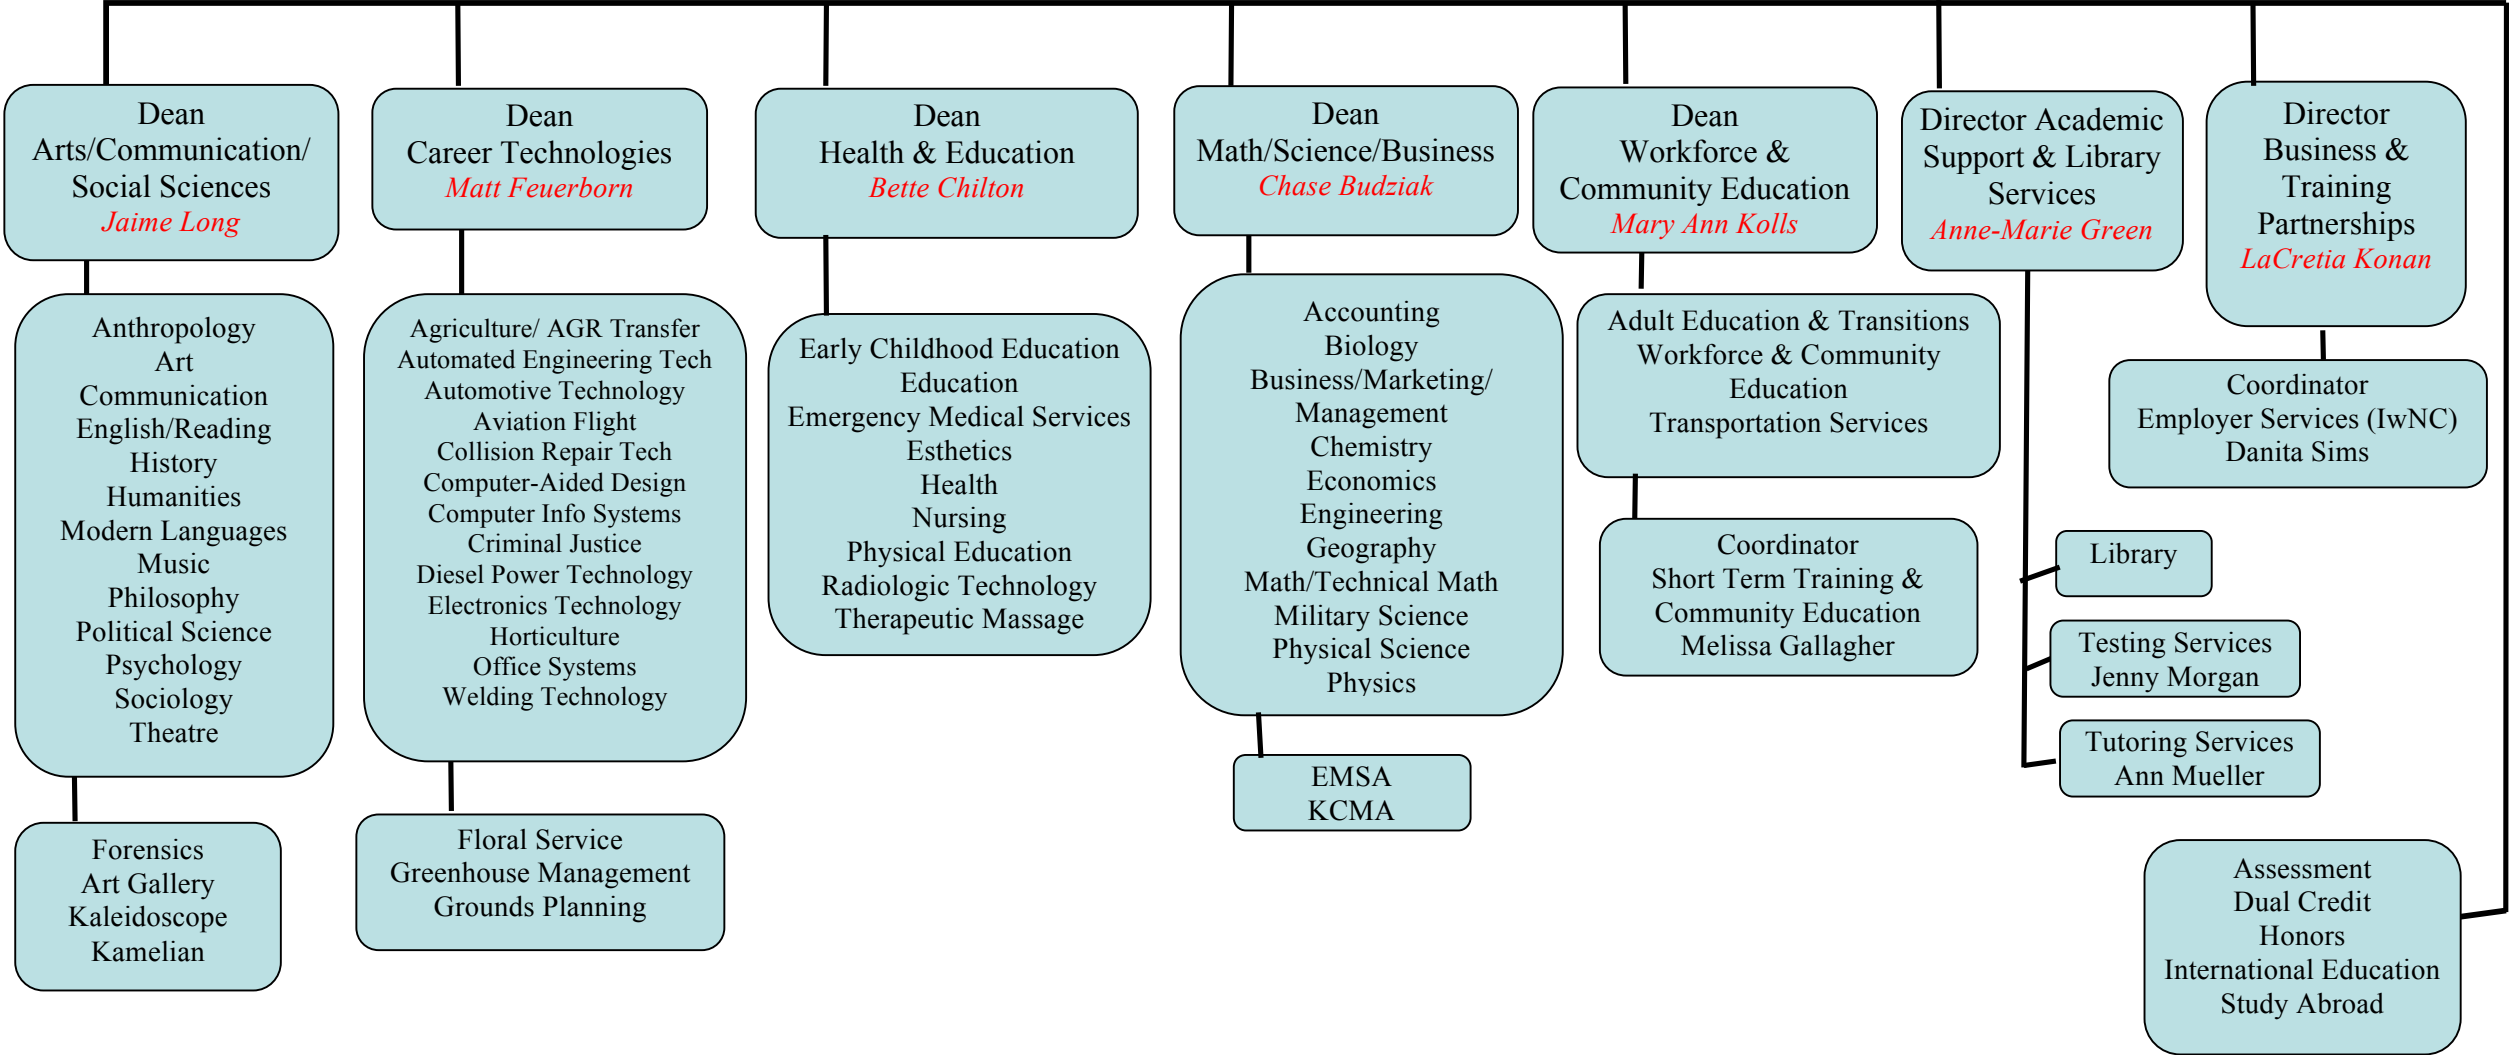 Dean
Arts/Communication/
Social Sciences
Jaime Long
Dean
Career Technologies
Matt Feuerborn
Dean
Health & Education
Bette Chilton
Dean
Math/Science/Business
Chase Budziak
Dean
Workforce &
Community Education
Mary Ann Kolls
Director Academic
Support & Library
Services
Anne-Marie Green
Director
Business &
Training
Partnerships
LaCretia Konan
Anthropology
Art
Communication
English/Reading
History
Humanities
Modern Languages
Music
Philosophy
Political Science
Psychology
Sociology
Theatre
Agriculture/ AGR Transfer
Automated Engineering Tech
Automotive Technology
Aviation Flight
Collision Repair Tech
Computer-Aided Design
Computer Info Systems
Criminal Justice
Diesel Power Technology
Electronics Technology
Horticulture
Office Systems
Welding Technology
Early Childhood Education
Education
Emergency Medical Services
Esthetics
Health
Nursing
Physical Education
Radiologic Technology
Therapeutic Massage
Accounting
Biology
Business/Marketing/
Management
Chemistry
Economics
Engineering
Geography
Math/Technical Math
Military Science
Physical Science
Physics
Adult Education & Transitions
Workforce & Community
Education
Transportation Services
Coordinator
Employer Services (IwNC)
Danita Sims
Coordinator
Short Term Training &
Community Education
Melissa Gallagher
Library
Testing Services
Jenny Morgan
Tutoring Services
Ann Mueller
EMSA
KCMA
Forensics
Art Gallery
Kaleidoscope
Kamelian
Floral Service
Greenhouse Management
Grounds Planning
Assessment
Dual Credit
Honors
International Education
Study Abroad